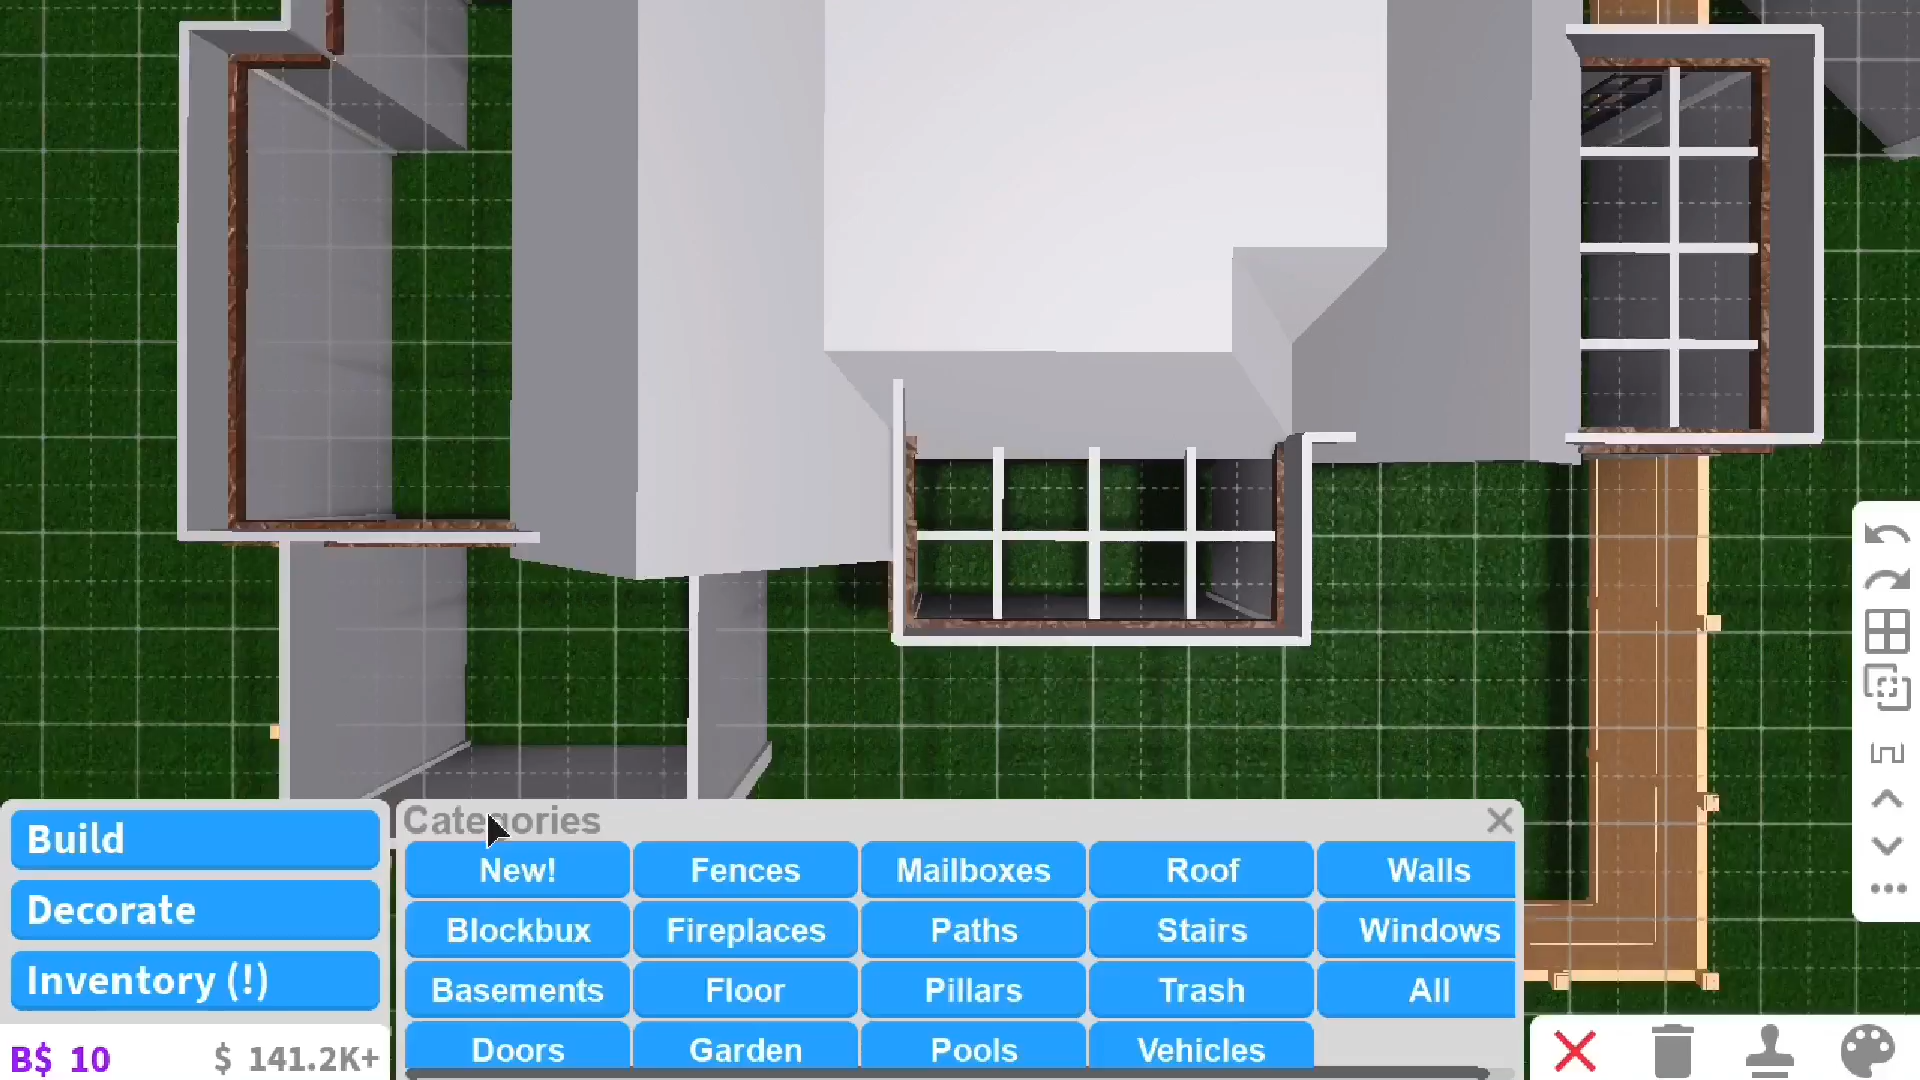 Build
Decorate
Inventory (!)
B$ 10 $ 141.2K+
Categories
New! Fences Mailboxes Roof Walls
Blockbux Fireplaces Paths Stairs Windows
Basements Floor Pillars Trash All
Doors Garden Pools Vehicles